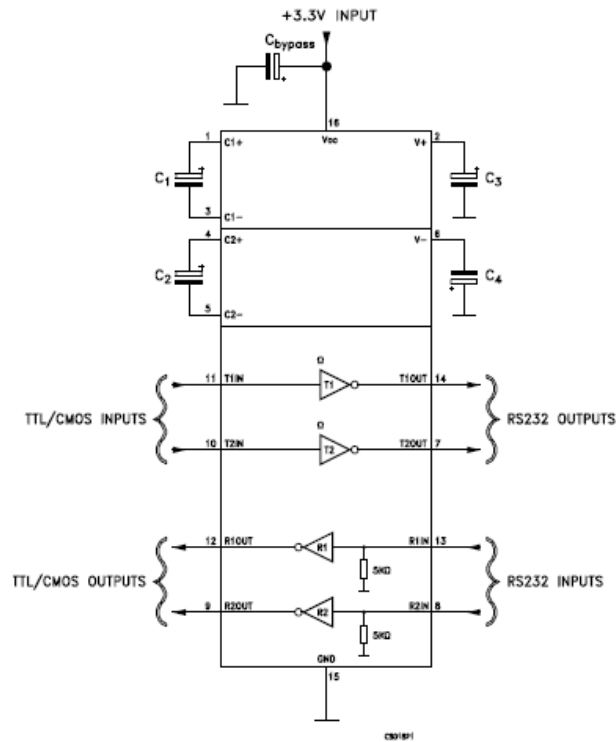 +3.3V INPUT
Cbypass
+
16
Vcc
1
C1+
V+
2
C1
+
+
C3
3
C1-
4
C2+
V-
6
C2
+
C4
+
5
C2-
Ω
11
T1IN
T1
T1OUT
14
TTL/CMOS INPUTS
RS232 OUTPUTS
Ω
10
T2IN
T2
T2OUT
7
12
R1OUT
R1
R1IN
13
5KΩ
TTL/CMOS OUTPUTS
RS232 INPUTS
9
R2OUT
R2
R2IN
8
5KΩ
GND
15